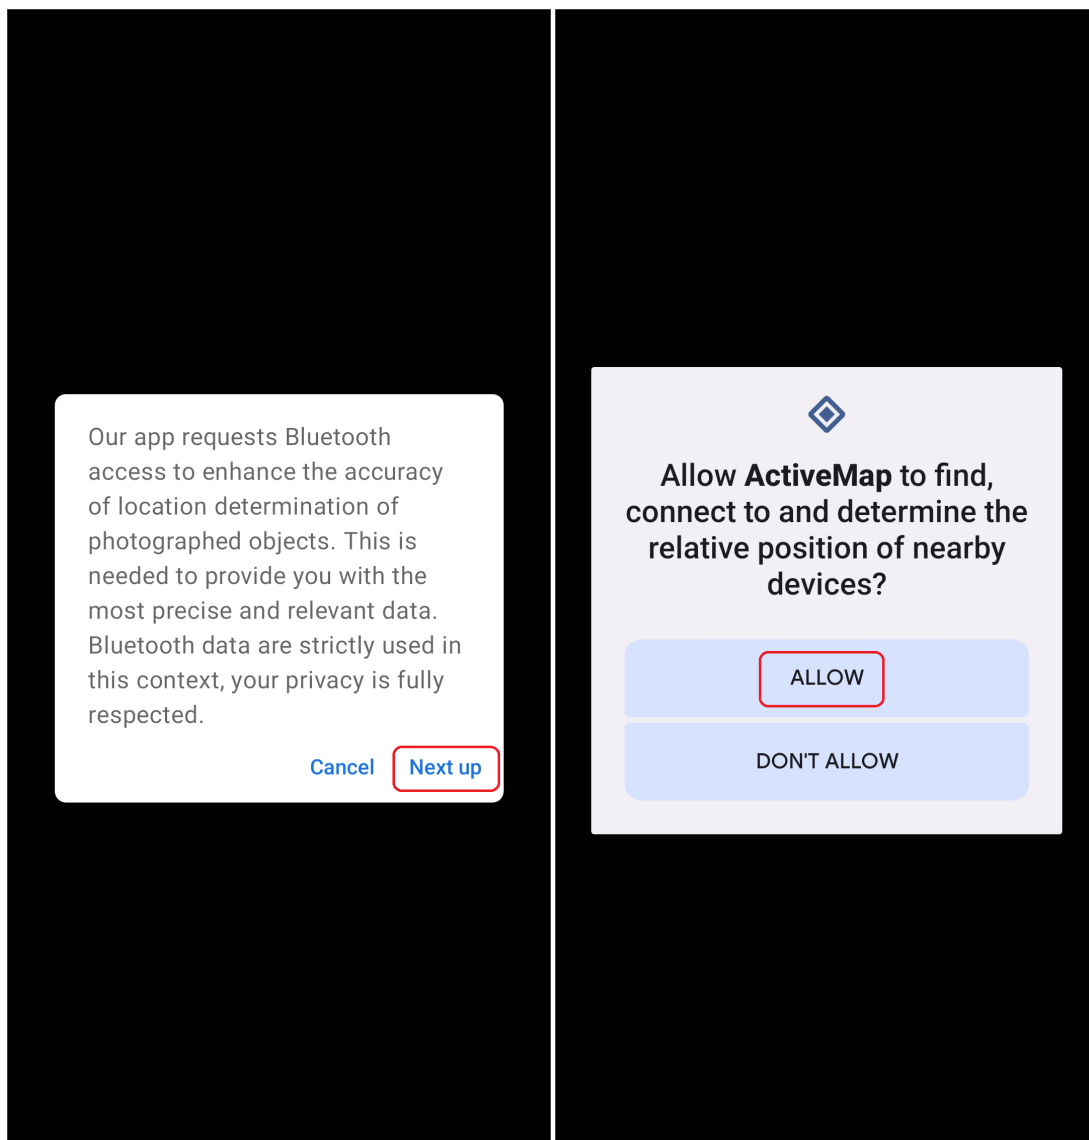 Our app requests Bluetooth
access to enhance the accuracy
of location determination of
photographed objects. This is
needed to provide you with the
most precise and relevant data.
Bluetooth data are strictly used in
this context, your privacy is fully
respected.
Cancel Next up
Allow ActiveMap to find,
connect to and determine the
relative position of nearby
devices?
ALLOW
DON'T ALLOW